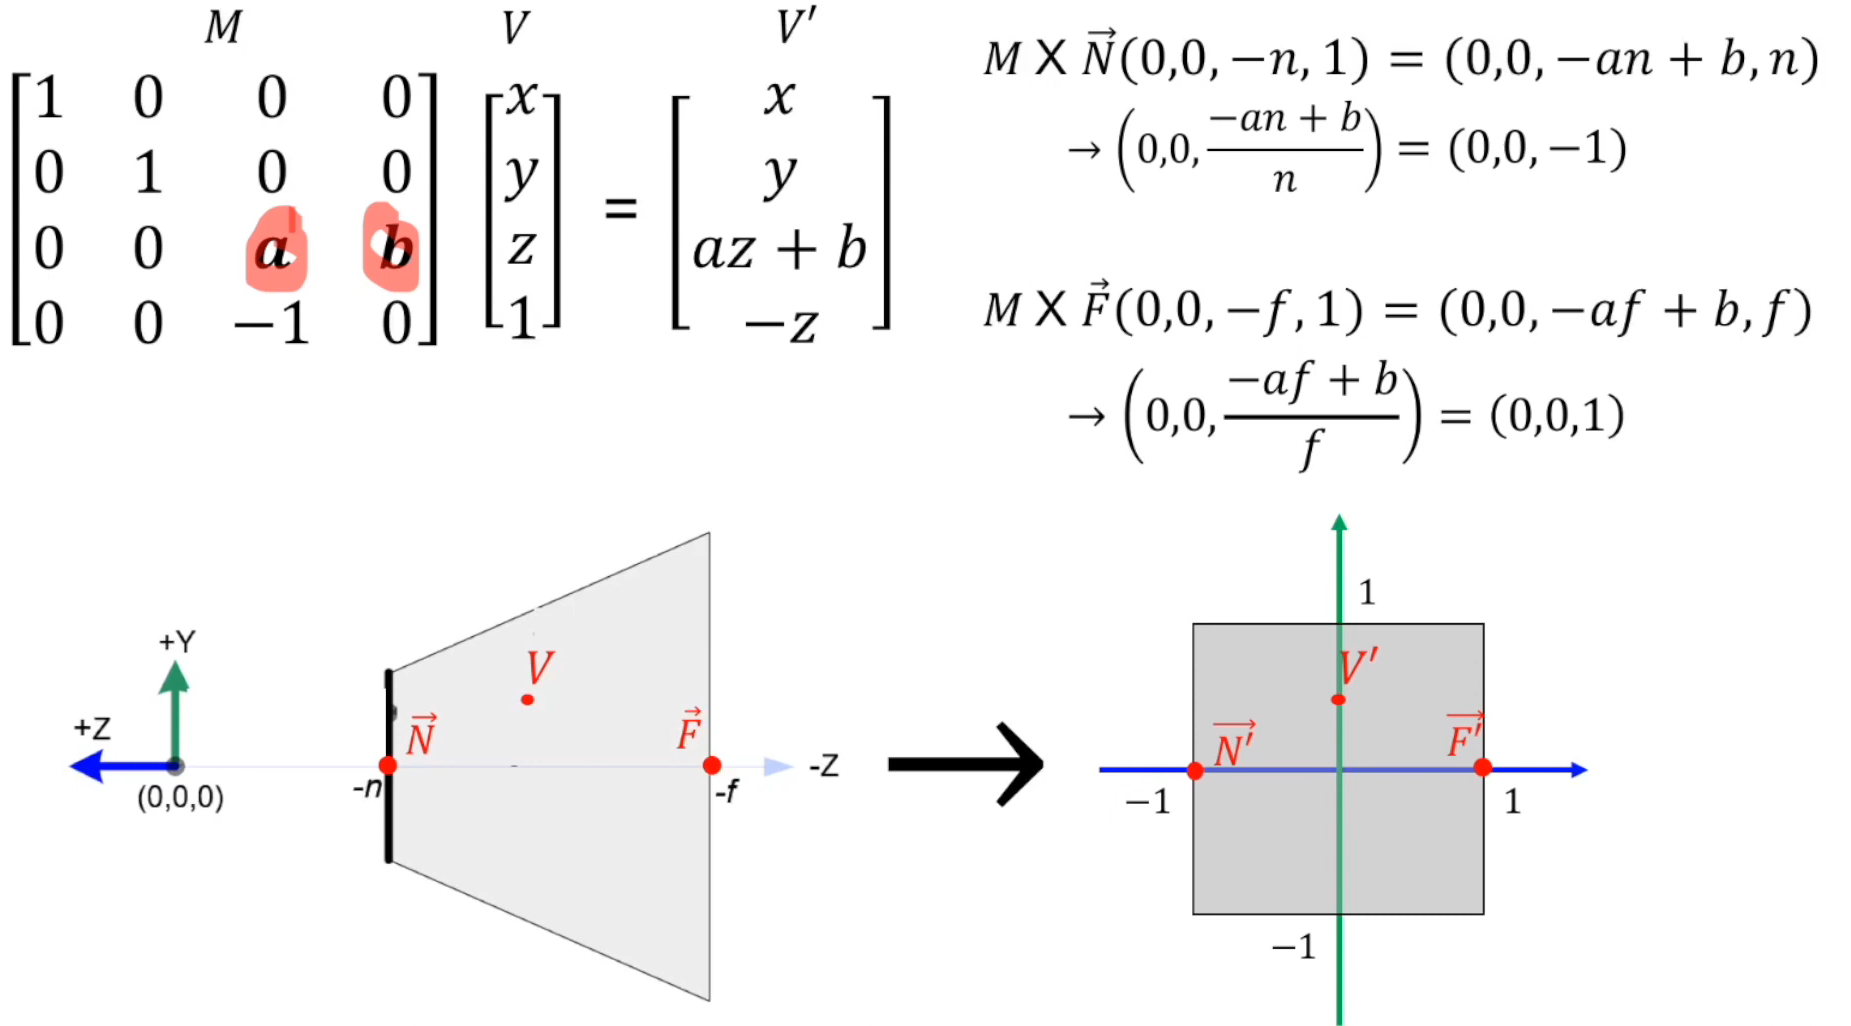 M V V′
[1 0 0 0] [x] = [x]
[0 1 0 0] [y] [y]
[0 0 a b] [z] [az + b]
[0 0 −1 0] [1] [−z]
M X N⃗(0,0, −n, 1) = (0,0, −an + b, n)
→ (0,0, (−an + b)/n) = (0,0, −1)
M X F⃗(0,0, −f, 1) = (0,0, −af + b, f)
→ (0,0, (−af + b)/f) = (0,0,1)
+Y
+Z
(0,0,0)
-n
N⃗
V
F⃗
-f
-Z
1
V′
N′⃗
F′⃗
−1
1
−1